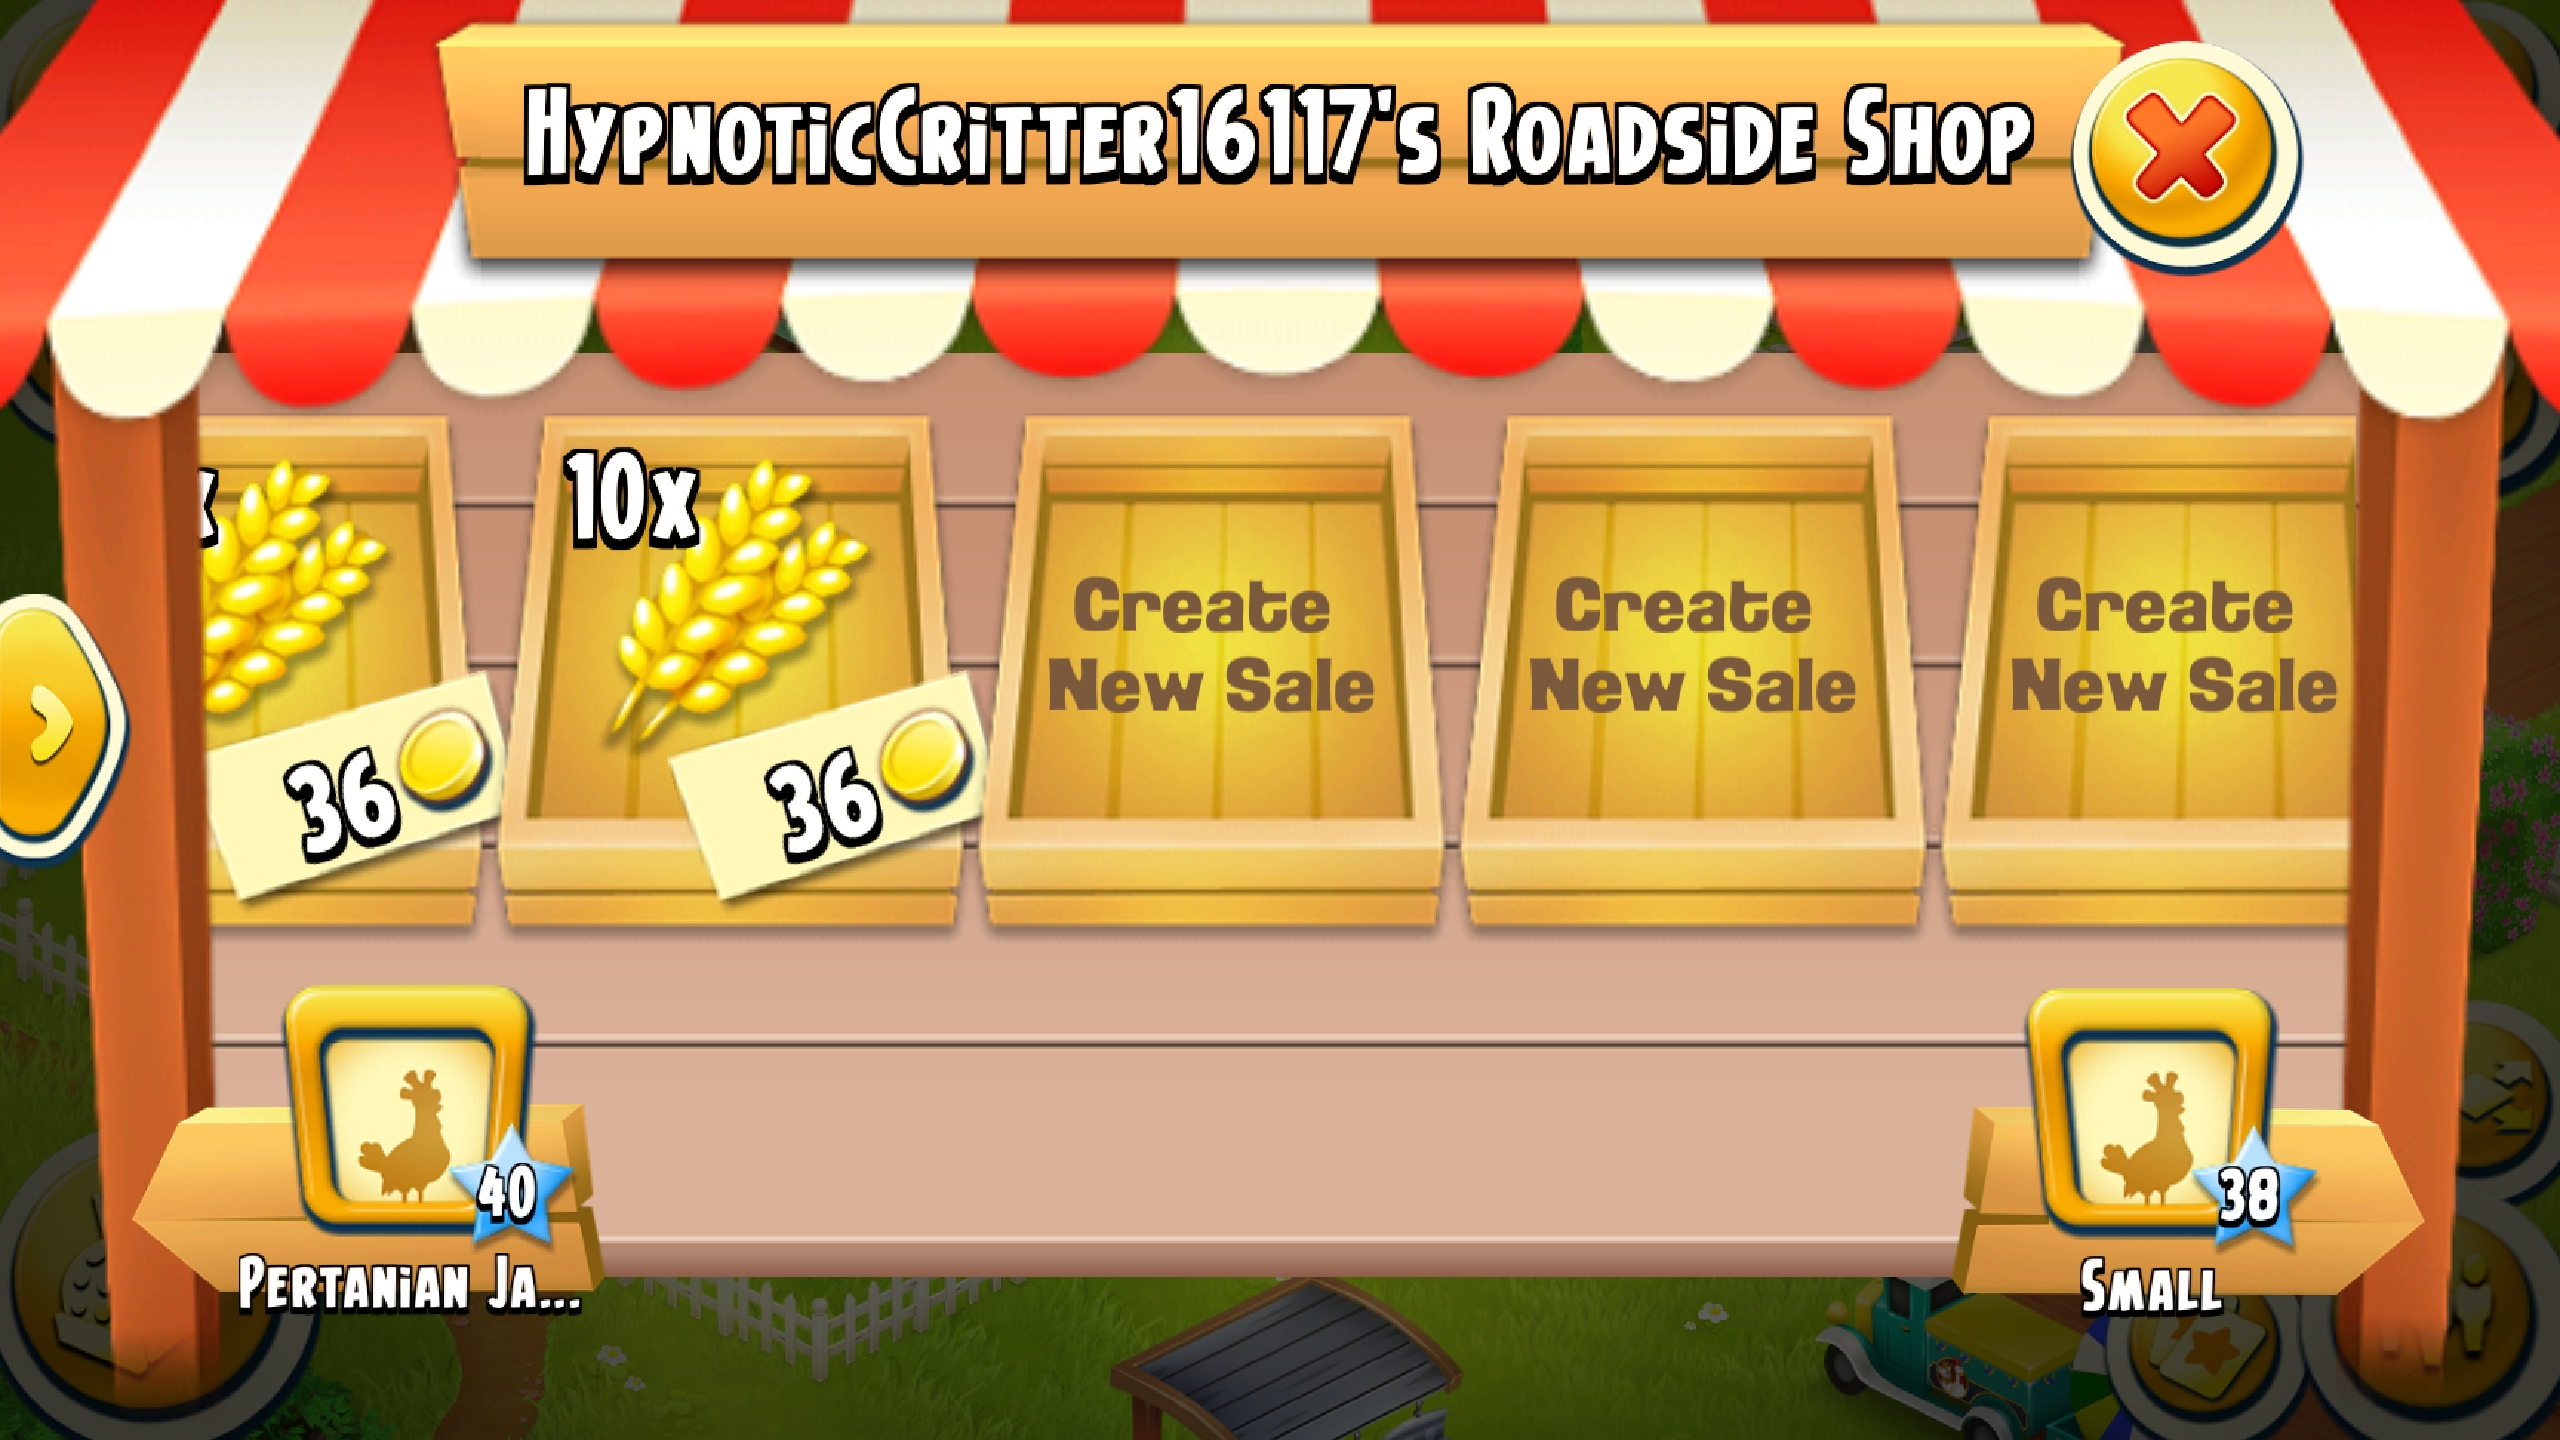 HypnoticCritter16117's Roadside Shop
x
10x
36
36
Create
New Sale
Create
New Sale
Create
New Sale
40
Pertanian Ja...
38
Small